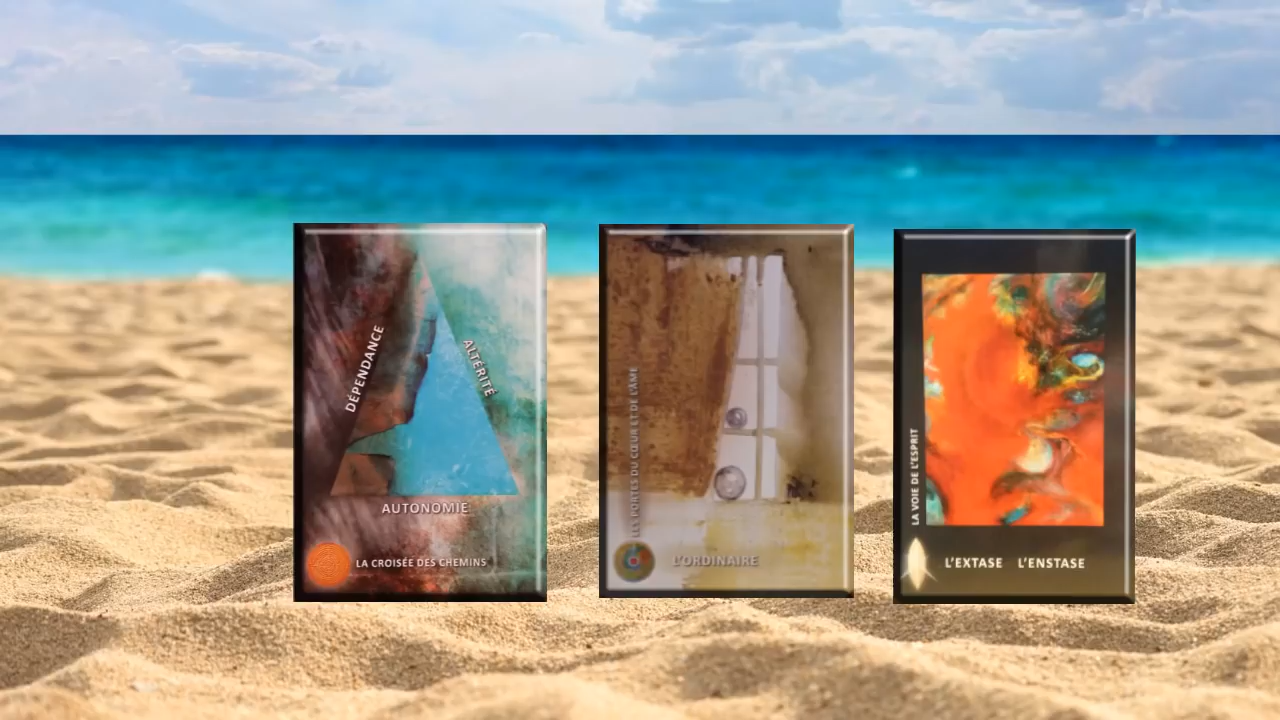 DÉPENDANCE
ALTÉRITÉ
AUTONOMIE
LA CROISÉE DES CHEMINS
LES PORTES DU CŒUR ET DE L'ÂME
L'ORDINAIRE
LA VOIE DE L'ESPRIT
L'EXTASE L'ENSTASE